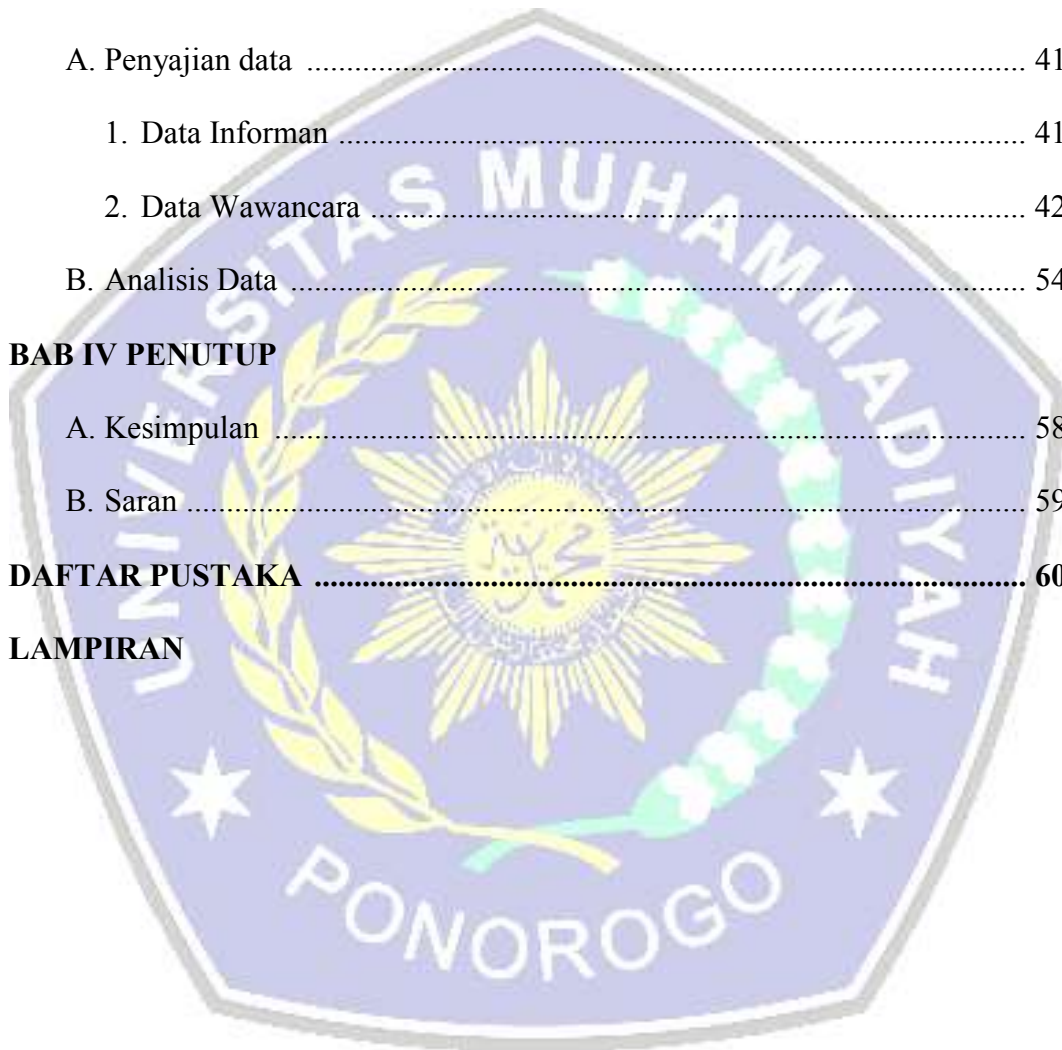 A. Penyajian data ........ 41
1. Data Informan ........ 41
2. Data Wawancara ........ 42
B. Analisis Data ........ 54
BAB IV PENUTUP
A. Kesimpulan ........ 58
B. Saran ........ 59
DAFTAR PUSTAKA ........ 60
LAMPIRAN
UNIVERSITAS MUHAMMADIYAH
PONOROGO